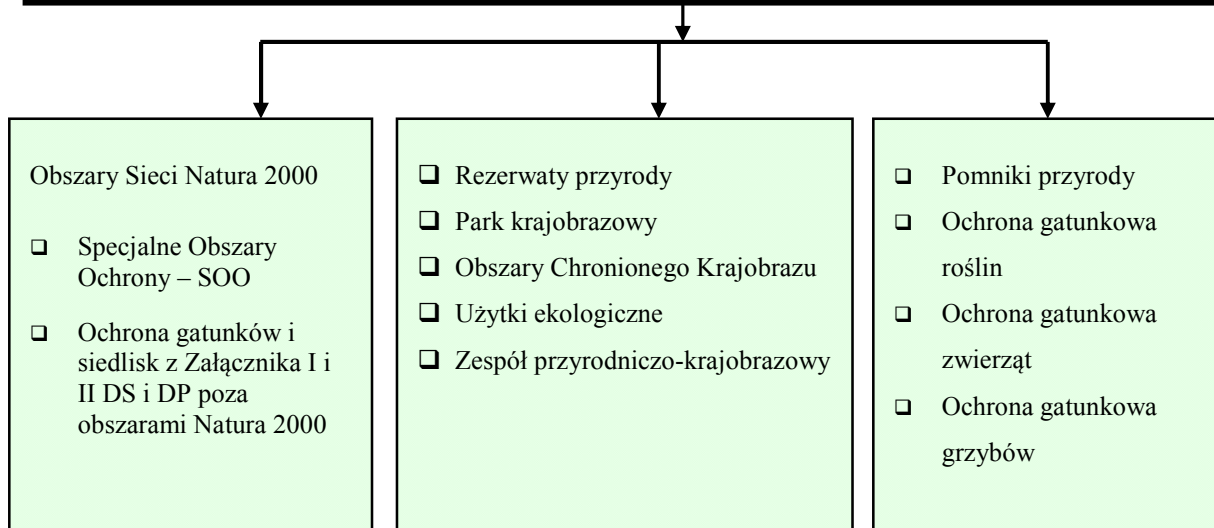 Obszary Sieci Natura 2000
❑ Specjalne Obszary
Ochrony – SOO
❑ Ochrona gatunków i
siedlisk z Załącznika I i
II DS i DP poza
obszarami Natura 2000
❑ Rezerwaty przyrody
❑ Park krajobrazowy
❑ Obszary Chronionego Krajobrazu
❑ Użytki ekologiczne
❑ Zespół przyrodniczo-krajobrazowy
❑ Pomniki przyrody
❑ Ochrona gatunkowa
roślin
❑ Ochrona gatunkowa
zwierząt
❑ Ochrona gatunkowa
grzybów